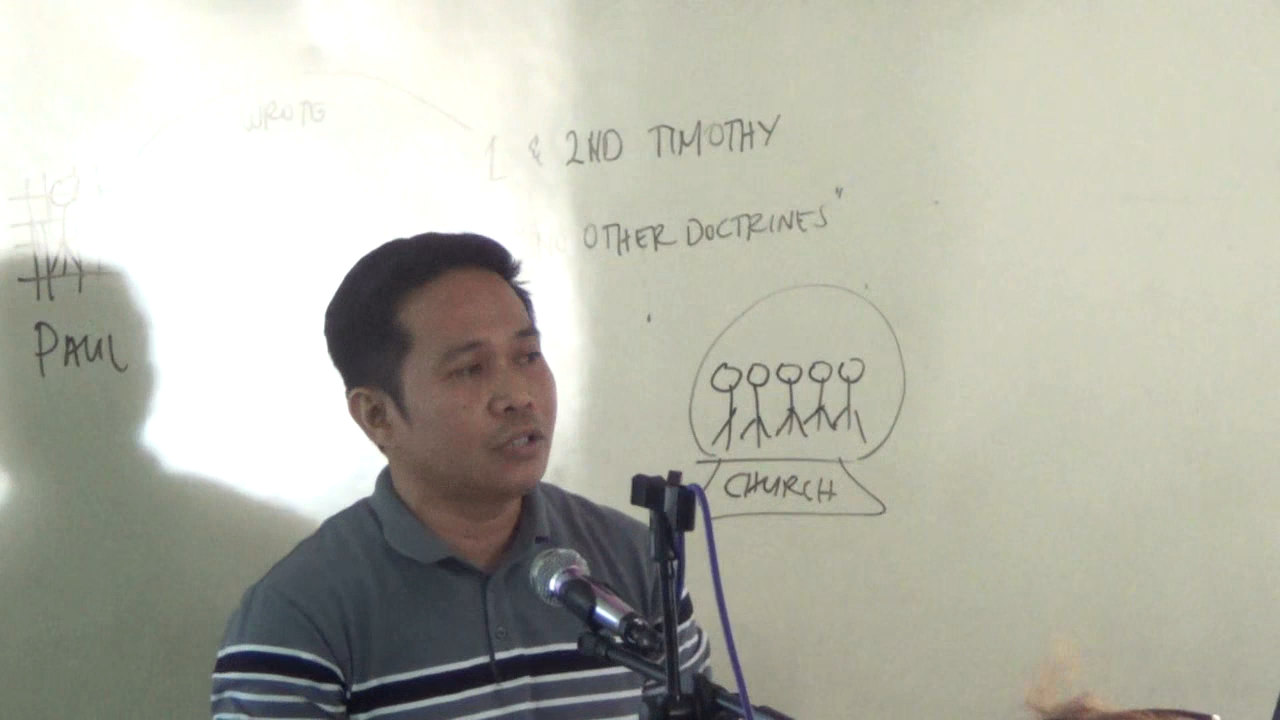 WROTE
1 & 2ND TIMOTHY
OTHER DOCTRINES"
PAUL
CHURCH